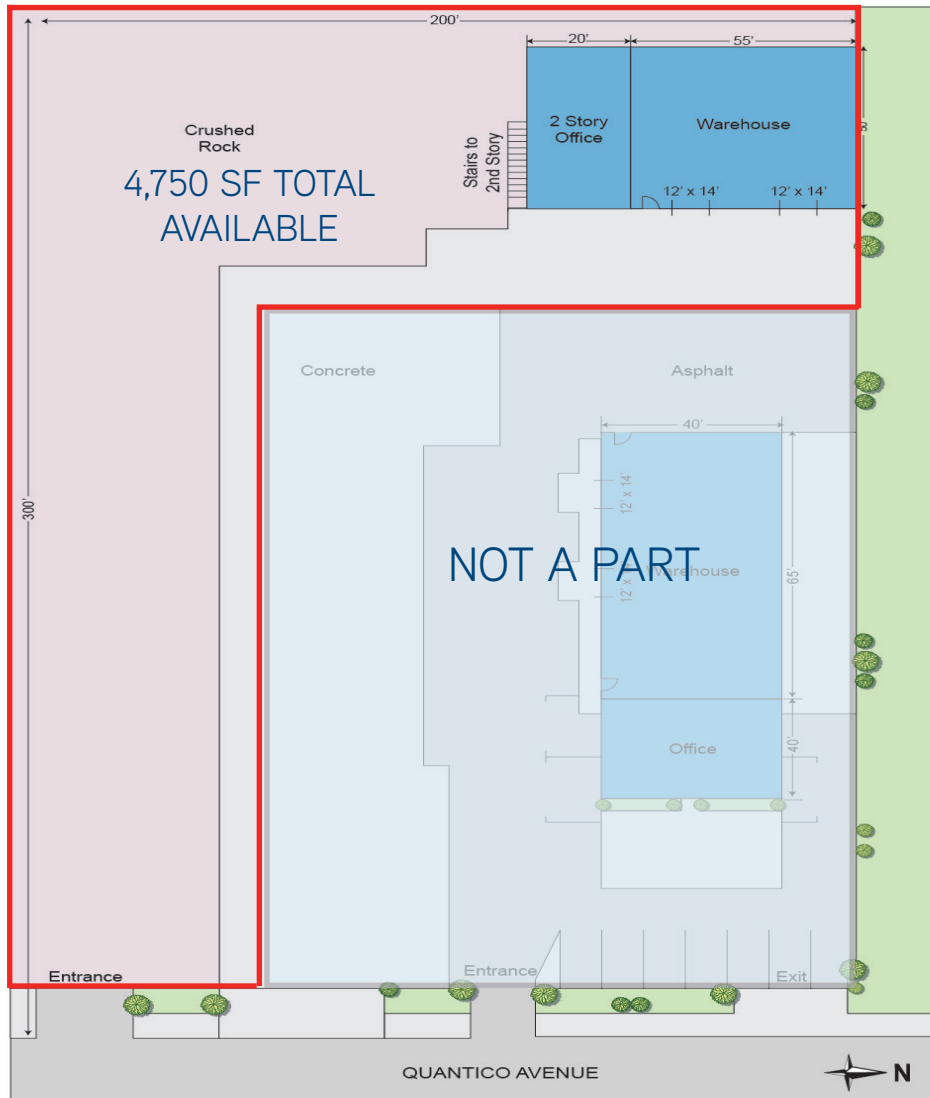 200'
20'
55'
Crushed
Rock
4,750 SF TOTAL
AVAILABLE
Stairs to
2nd Story
2 Story
Office
Warehouse
12' x 14'
12' x 14'
Concrete
Asphalt
40'
300'
12' x 14'
NOT A PART
Warehouse
65'
Office
40'
Entrance
Entrance
Exit
QUANTICO AVENUE
N